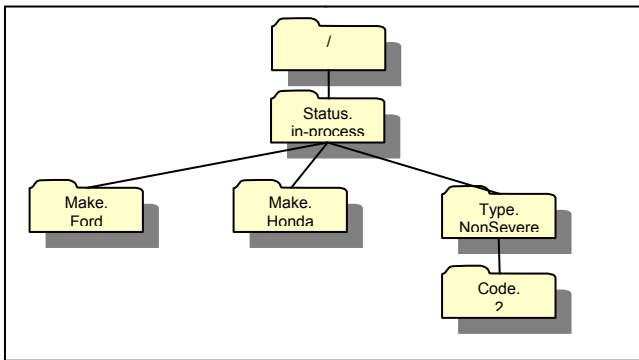 /
Status.
in-process
Make.
Ford
Make.
Honda
Type.
NonSevere
Code.
2